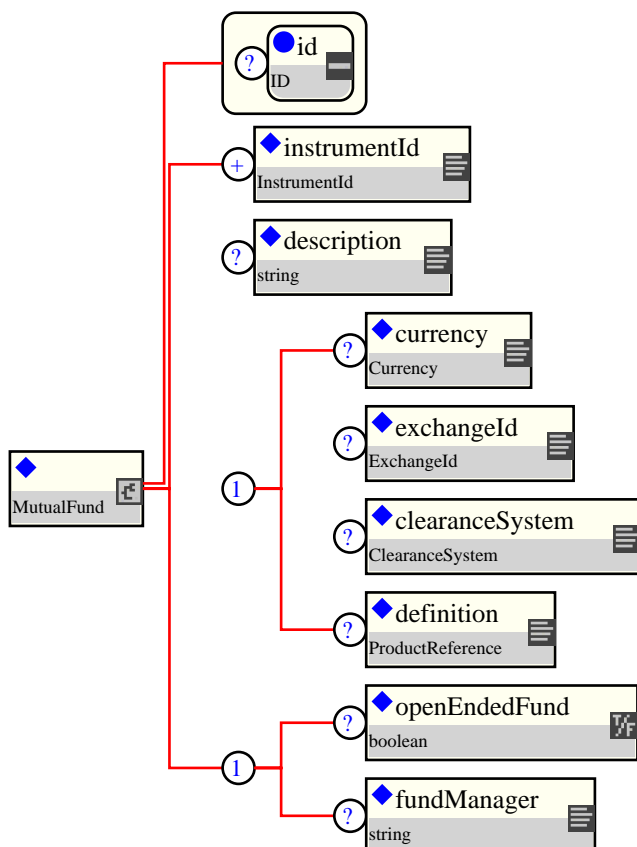 id
?
ID
instrumentId
+
InstrumentId
description
?
string
currency
?
Currency
exchangeId
?
ExchangeId
MutualFund
1
clearanceSystem
?
ClearanceSystem
definition
?
ProductReference
openEndedFund
?
boolean
T/F
1
fundManager
?
string